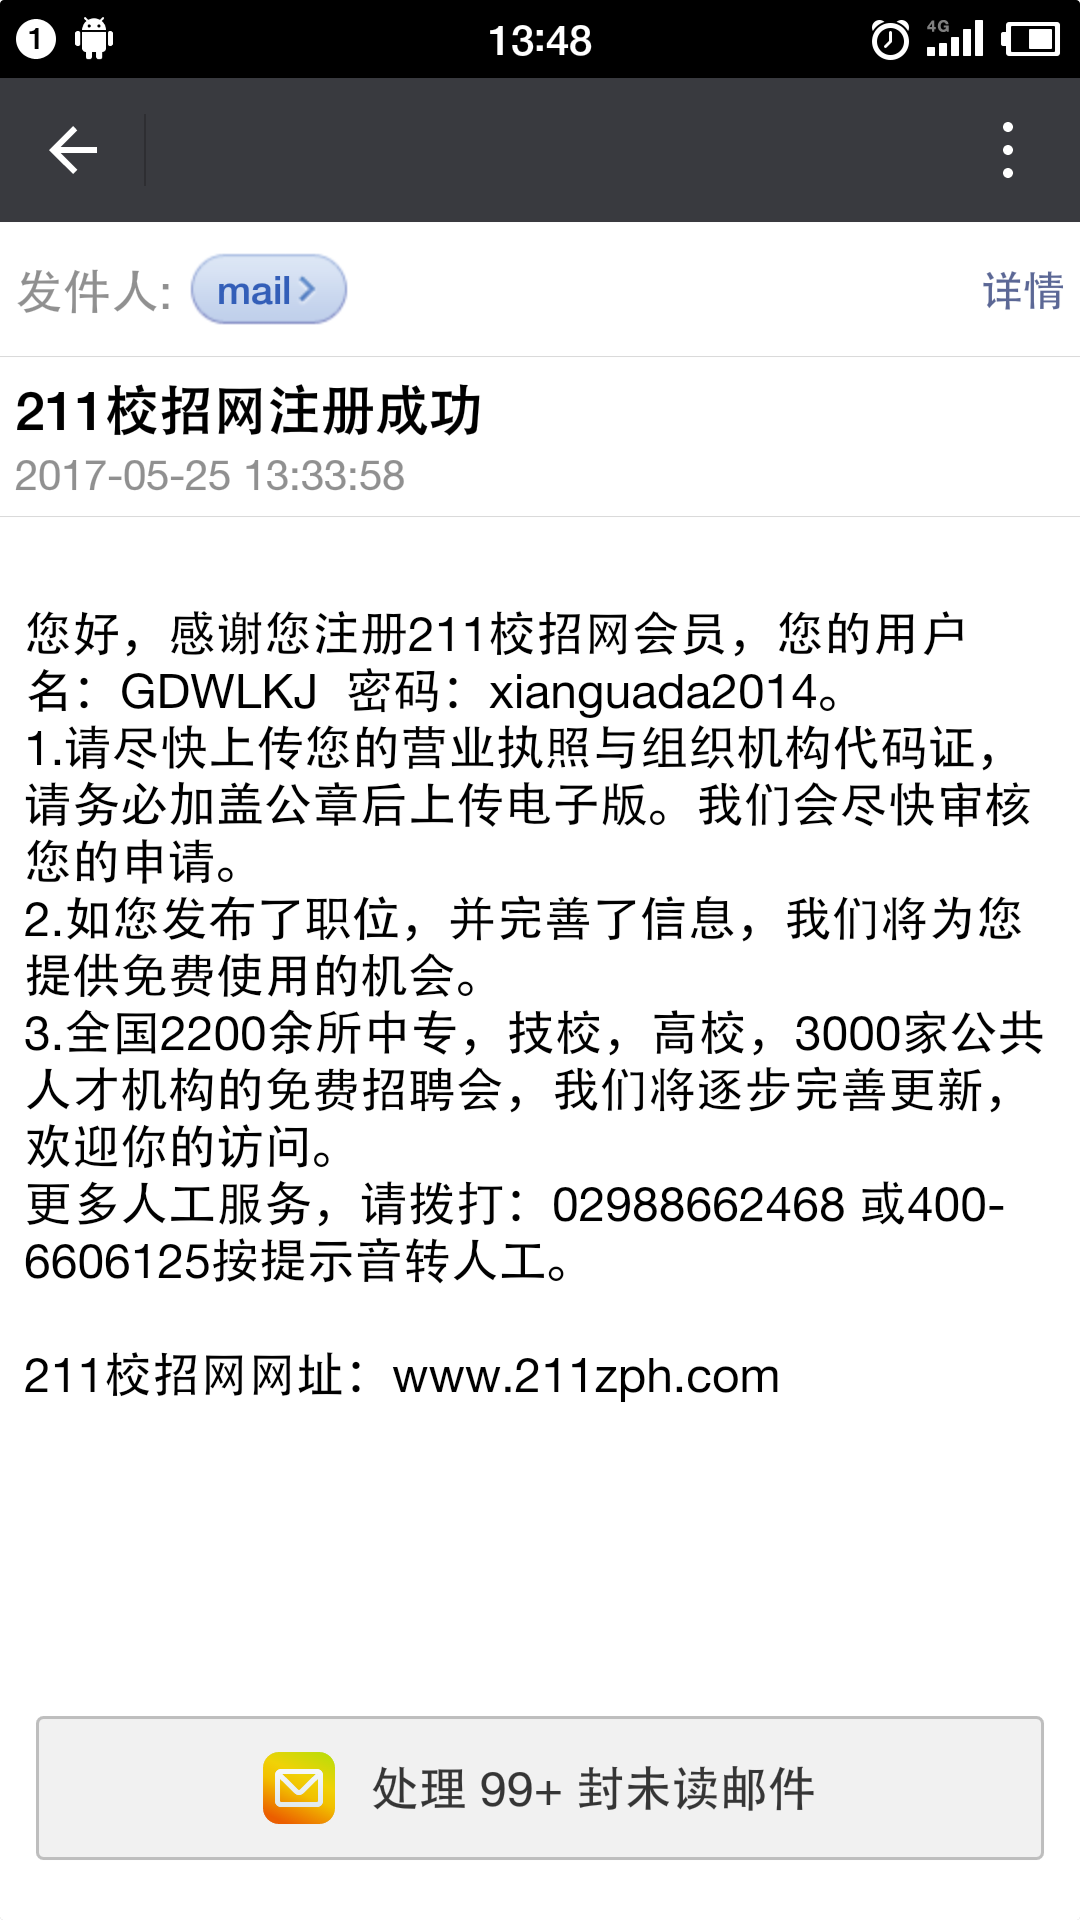 1
13:48
4G
发件人:
mail
详情
211校招网注册成功
2017-05-25 13:33:58
您好，感谢您注册211校招网会员，您的用户
名：GDWLKJ 密码：xianguada2014。
1.请尽快上传您的营业执照与组织机构代码证，
请务必加盖公章后上传电子版。我们会尽快审核
您的申请。
2.如您发布了职位，并完善了信息，我们将为您
提供免费使用的机会。
3.全国2200余所中专，技校，高校，3000家公共
人才机构的免费招聘会，我们将逐步完善更新，
欢迎你的访问。
更多人工服务，请拨打：02988662468 或400-
6606125按提示音转人工。
211校招网网址：www.211zph.com
处理 99+ 封未读邮件